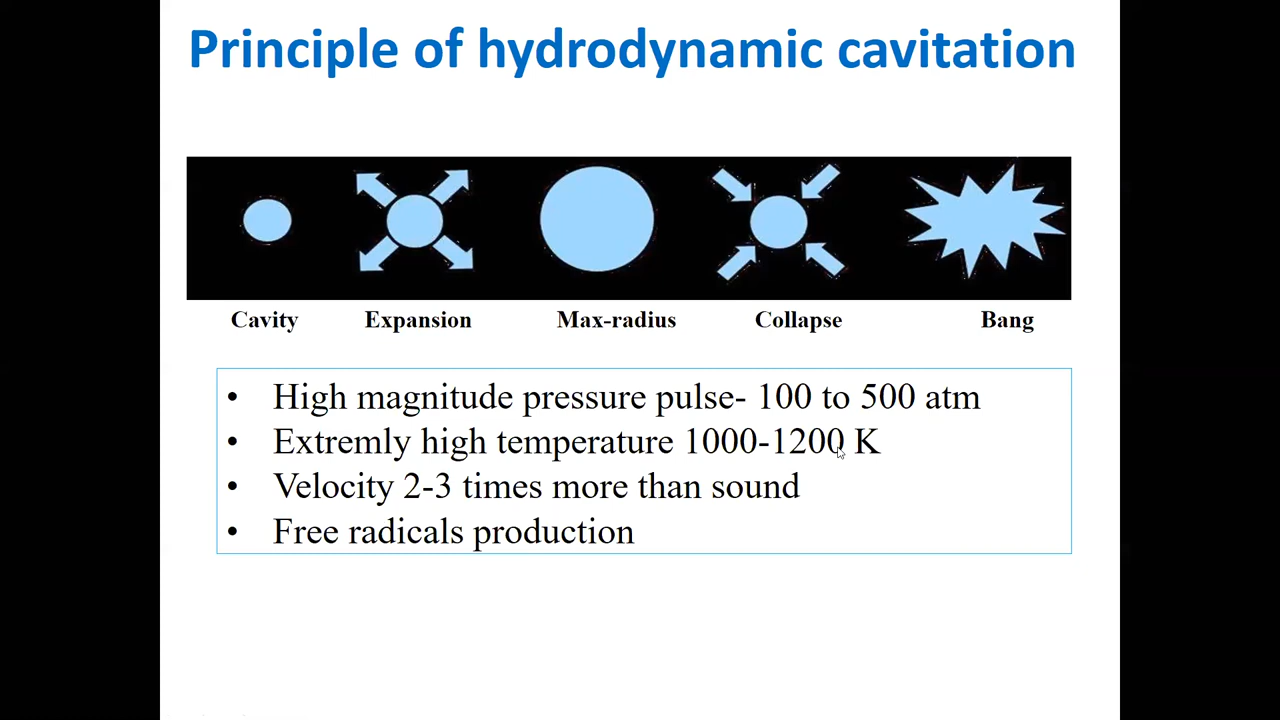 Principle of hydrodynamic cavitation
Cavity Expansion Max-radius Collapse Bang
• High magnitude pressure pulse- 100 to 500 atm
• Extremly high temperature 1000-1200 K
• Velocity 2-3 times more than sound
• Free radicals production